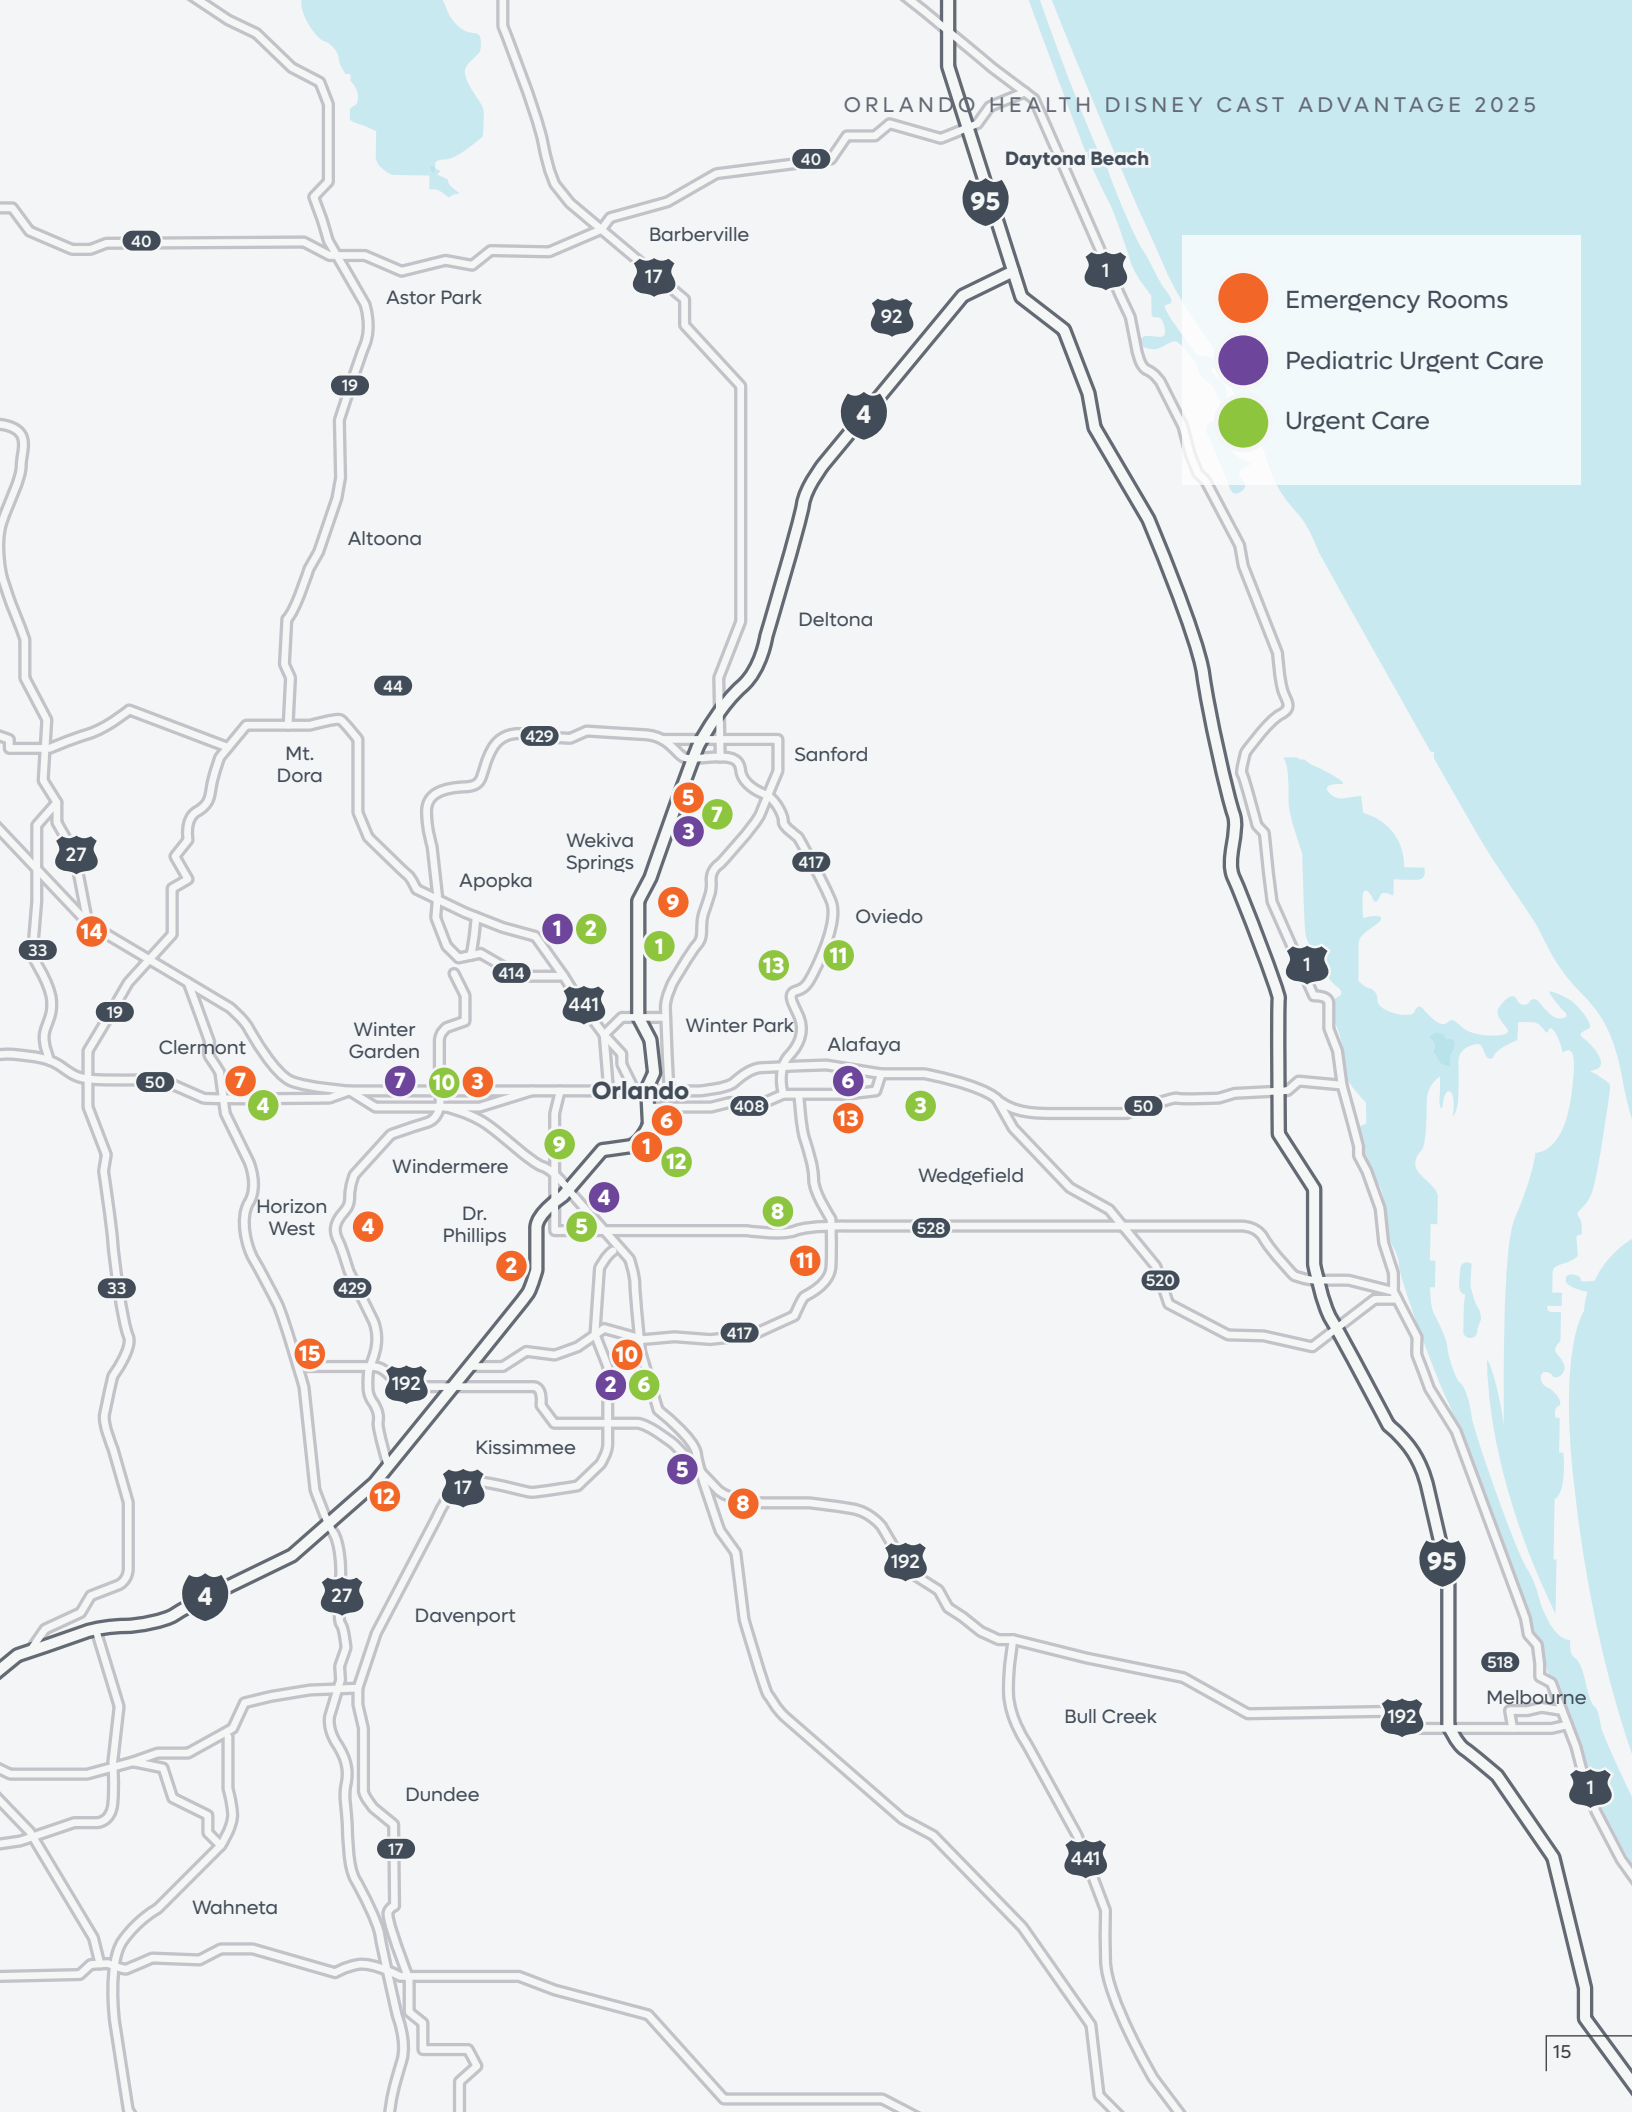 ORLANDO HEALTH DISNEY CAST ADVANTAGE 2025
40
Daytona Beach
95
Barberville
40
17
1
Astor Park
92
Emergency Rooms
Pediatric Urgent Care
Urgent Care
19
4
Altoona
Deltona
44
429
Mt.
Dora
Sanford
5
7
3
Wekiva
Springs
27
417
Apopka
9
Oviedo
14
1
2
1
33
13
11
414
1
441
19
Winter
Garden
Winter Park
Clermont
Alafaya
50
7
4
7
10
3
Orlando
408
6
3
50
6
13
9
1
12
Windermere
Wedgefield
Horizon
West
4
Dr.
Phillips
4
5
8
528
2
11
33
429
520
417
15
10
192
2
6
Kissimmee
5
12
17
8
192
95
4
27
Davenport
518
Melbourne
Bull Creek
192
1
Dundee
17
441
Wahneta
15